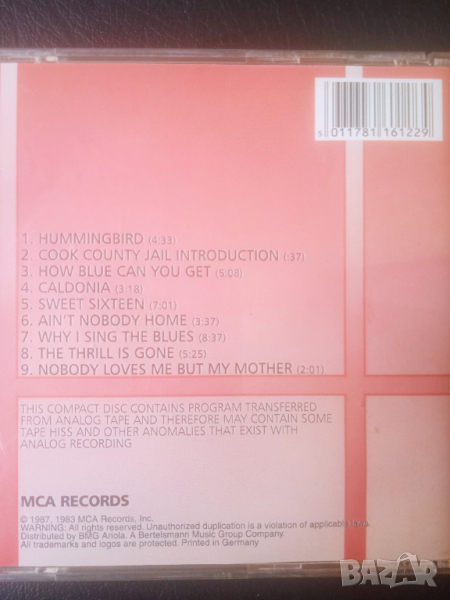 5 011781 161229
1. HUMMINGBIRD (4:33)
2. COOK COUNTY JAIL INTRODUCTION (:37)
3. HOW BLUE CAN YOU GET (5:08)
4. CALDONIA (3.18)
5. SWEET SIXTEEN (7:01)
6. AIN'T NOBODY HOME (3:37)
7. WHY I SING THE BLUES (8:37)
8. THE THRILL IS GONE (5:25)
9. NOBODY LOVES ME BUT MY MOTHER (2:01)
THIS COMPACT DISC CONTAINS PROGRAM TRANSFERRED
FROM ANALOG TAPE AND THEREFORE MAY CONTAIN SOME
TAPE HISS AND OTHER ANOMALIES THAT EXIST WITH
ANALOG RECORDING
MCA RECORDS
© 1987, 1983 MCA Records, Inc.
WARNING: All rights reserved. Unauthorized duplication is a violation of applicable laws.
Distributed by BMG Ariola. A Bertelsmann Music Group Company.
All trademarks and logos are protected. Printed in Germany
BAZAR